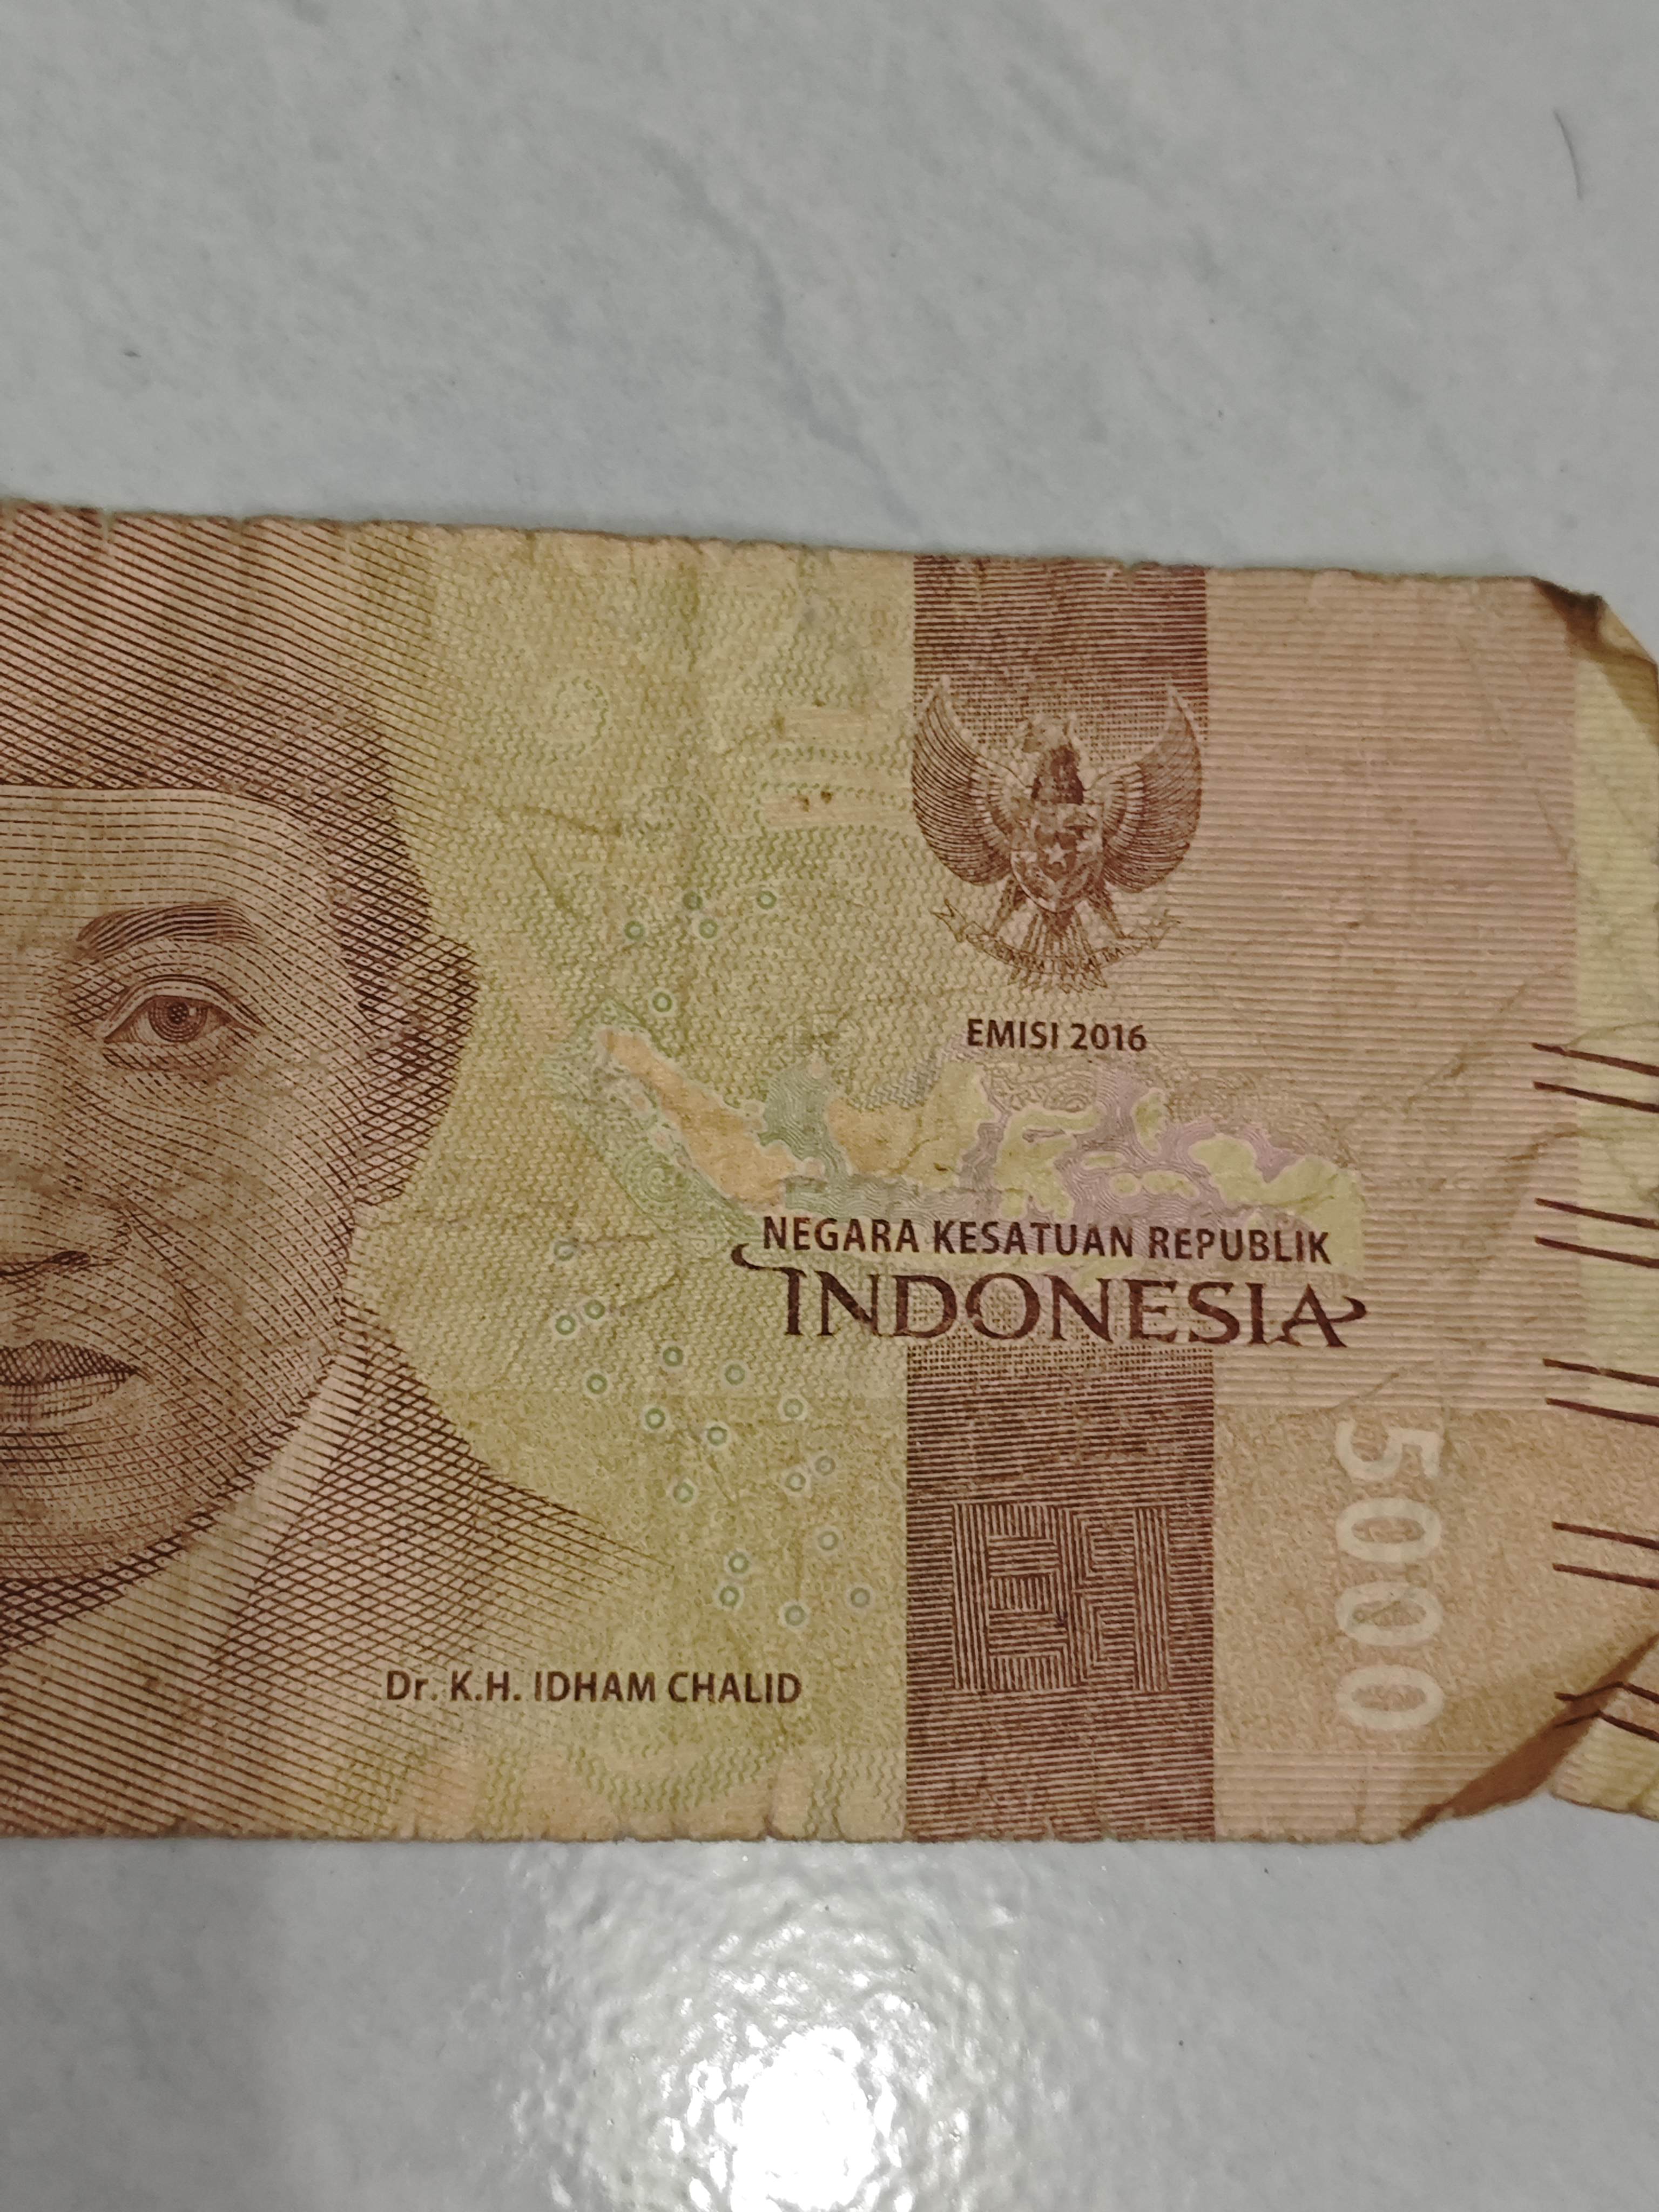 EMISI 2016
NEGARA KESATUAN REPUBLIK
INDONESIA
5000
Dr. K.H. IDHAM CHALID